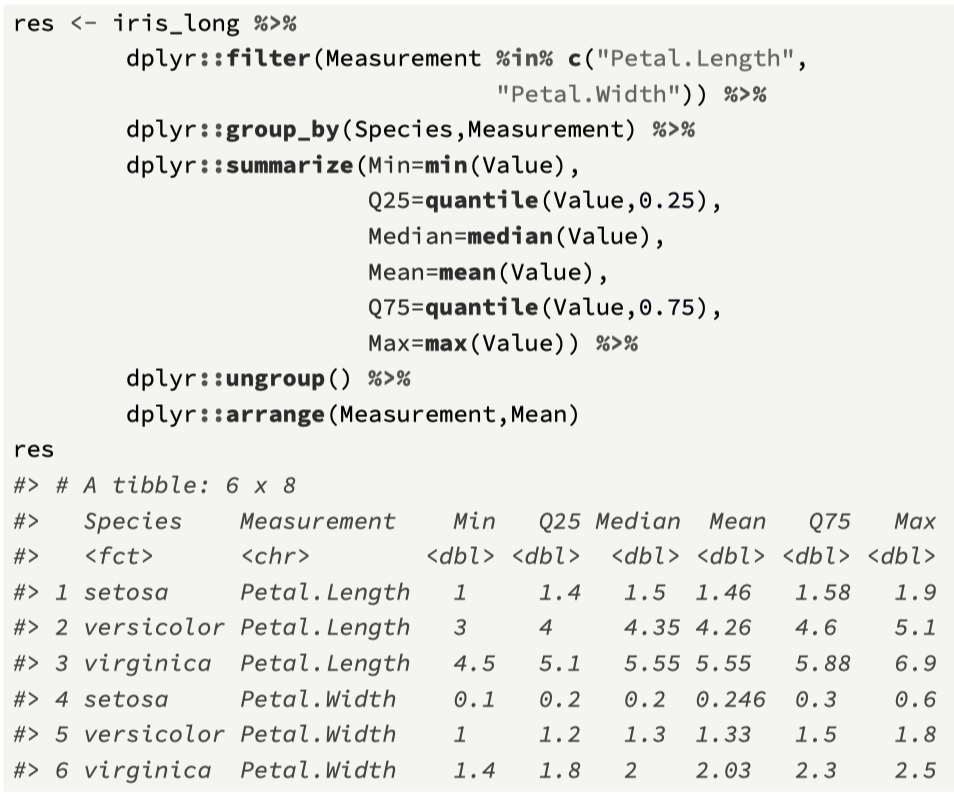 res <- iris_long %>%
        dplyr::filter(Measurement %in% c("Petal.Length",
                                  "Petal.Width")) %>%
        dplyr::group_by(Species,Measurement) %>%
        dplyr::summarize(Min=min(Value),
                         Q25=quantile(Value,0.25),
                         Median=median(Value),
                         Mean=mean(Value),
                         Q75=quantile(Value,0.75),
                         Max=max(Value)) %>%
        dplyr::ungroup() %>%
        dplyr::arrange(Measurement,Mean)
res
#> # A tibble: 6 x 8
#>    Species    Measurement    Min   Q25 Median  Mean   Q75   Max
#>    <fct>      <chr>        <dbl> <dbl>  <dbl> <dbl> <dbl> <dbl>
#> 1 setosa     Petal.Length   1     1.4   1.5  1.46   1.58   1.9
#> 2 versicolor Petal.Length   3     4     4.35 4.26   4.6    5.1
#> 3 virginica  Petal.Length   4.5   5.1   5.55 5.55   5.88   6.9
#> 4 setosa     Petal.Width    0.1   0.2   0.2  0.246  0.3    0.6
#> 5 versicolor Petal.Width    1     1.2   1.3  1.33   1.5    1.8
#> 6 virginica  Petal.Width    1.4   1.8   2    2.03   2.3    2.5